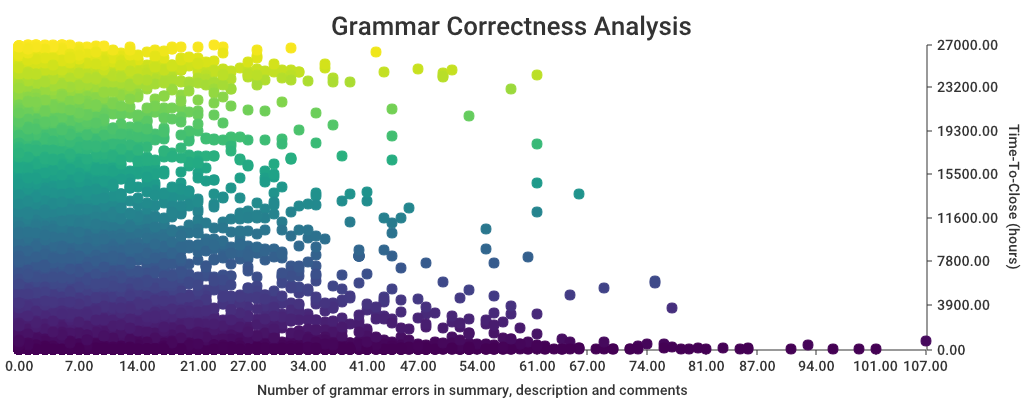 Grammar Correctness Analysis
27000.00
23200.00
19300.00
15500.00
11600.00
7800.00
3900.00
0.00
Time-To-Close (hours)
0.00 7.00 14.00 21.00 27.00 34.00 41.00 47.00 54.00 61.00 67.00 74.00 81.00 87.00 94.00 101.00 107.00
Number of grammar errors in summary, description and comments